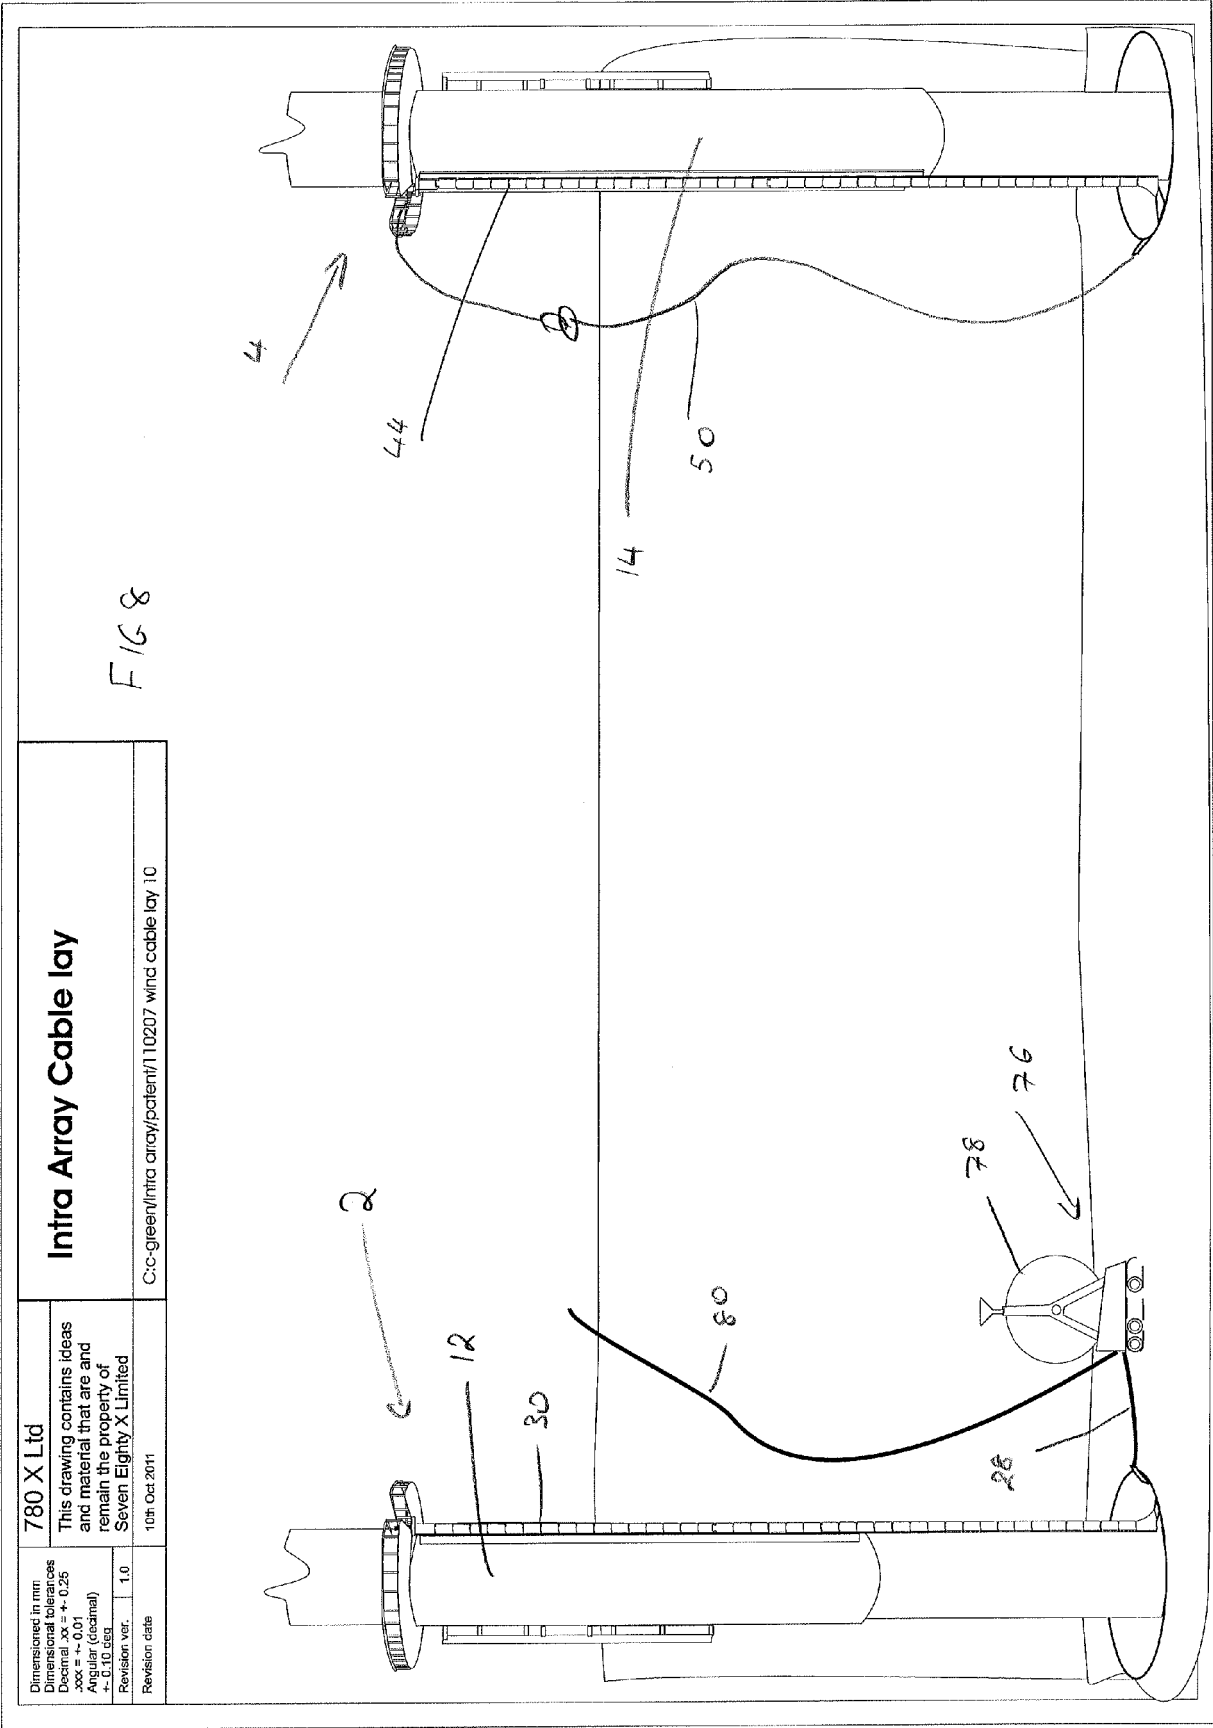 Dimensioned in mm
Dimensional tolerances
Decimal .xx = +- 0.25
.xxx = +- 0.01
Angular (decimal)
+- 0.10 deg
Revision ver. 1.0
Revision date
780 X Ltd
This drawing contains ideas
and material that are and
remain the property of
Seven Eighty X Limited
10th Oct 2011
Intra Array Cable lay
C:c-green/Intra array/patent/110207 wind cable lay 10
FIG 8
2
12
30
80
28
78
76
4
44
14
50